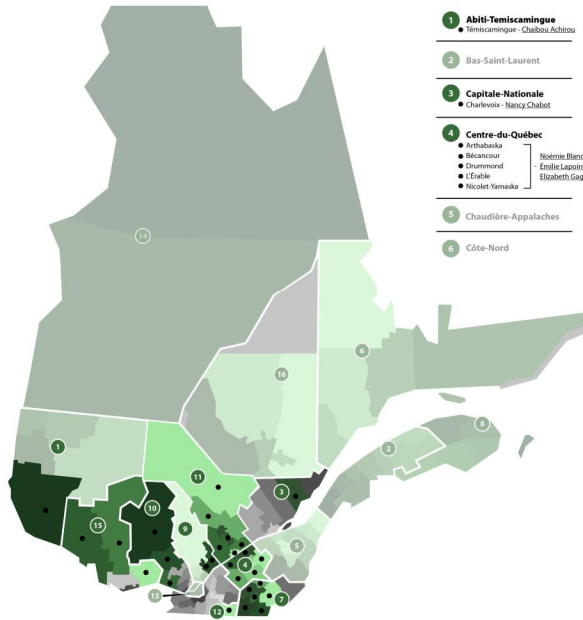 1 Abiti-Temiscamingue
• Témiscamingue - Chaibou Achirou
2 Bas-Saint-Laurent
3 Capitale-Nationale
• Charlevoix - Nancy Chabot
4 Centre-du-Québec
• Arthabaska
• Bécancour
• Drummond
• L'Érable
• Nicolet-Yamaska
Noémie Blanc
- Émilie Lapoin
Elizabeth Gag
5 Chaudière-Appalaches
6 Côte-Nord
14
6
16
8
2
1
11
3
10
15
9
5
4
13
7
12